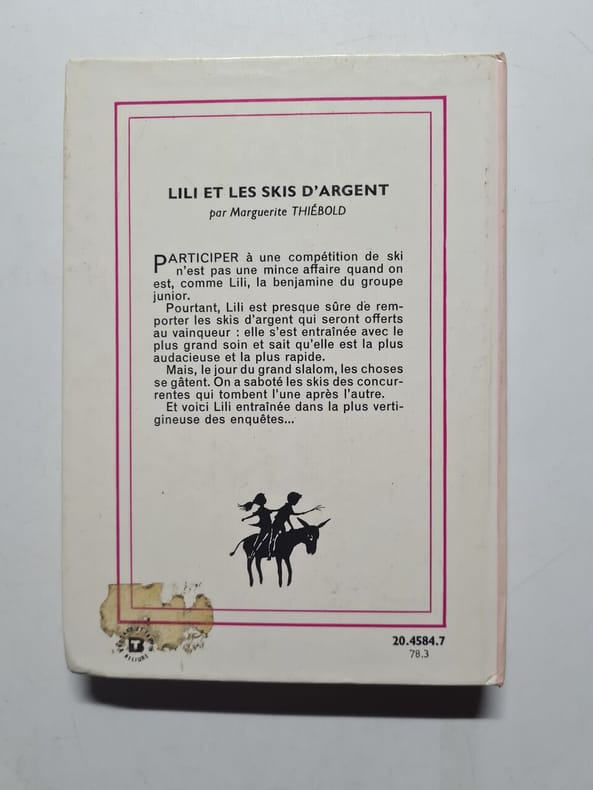 LILI ET LES SKIS D'ARGENT
par Marguerite THIÉBOLD
PARTICIPER à une compétition de ski
n'est pas une mince affaire quand on
est, comme Lili, la benjamine du groupe
junior.
Pourtant, Lili est presque sûre de rem-
porter les skis d'argent qui seront offerts
au vainqueur : elle s'est entraînée avec le
plus grand soin et sait qu'elle est la plus
audacieuse et la plus rapide.
Mais, le jour du grand slalom, les choses
se gâtent. On a saboté les skis des concur-
rentes qui tombent l'une après l'autre.
Et voici Lili entraînée dans la plus verti-
gineuse des enquêtes...
RELIURE
20.4584.7
78.3